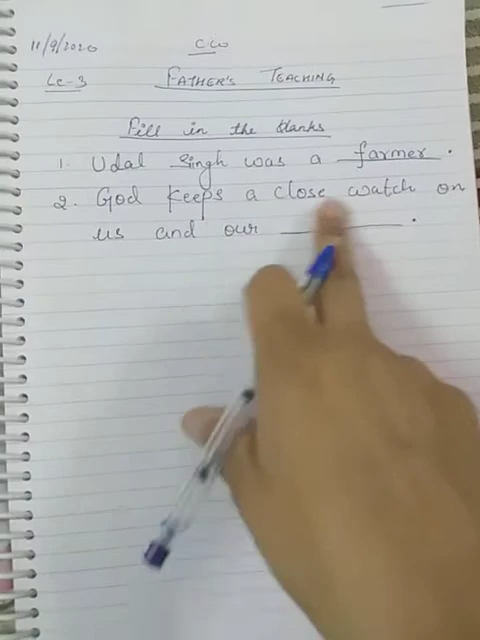 11/9/2020 CW
Le-3 FATHER'S TEACHING
Fill in the blanks
1. Udal Singh was a farmer.
2. God keeps a close watch on
us and our ________.